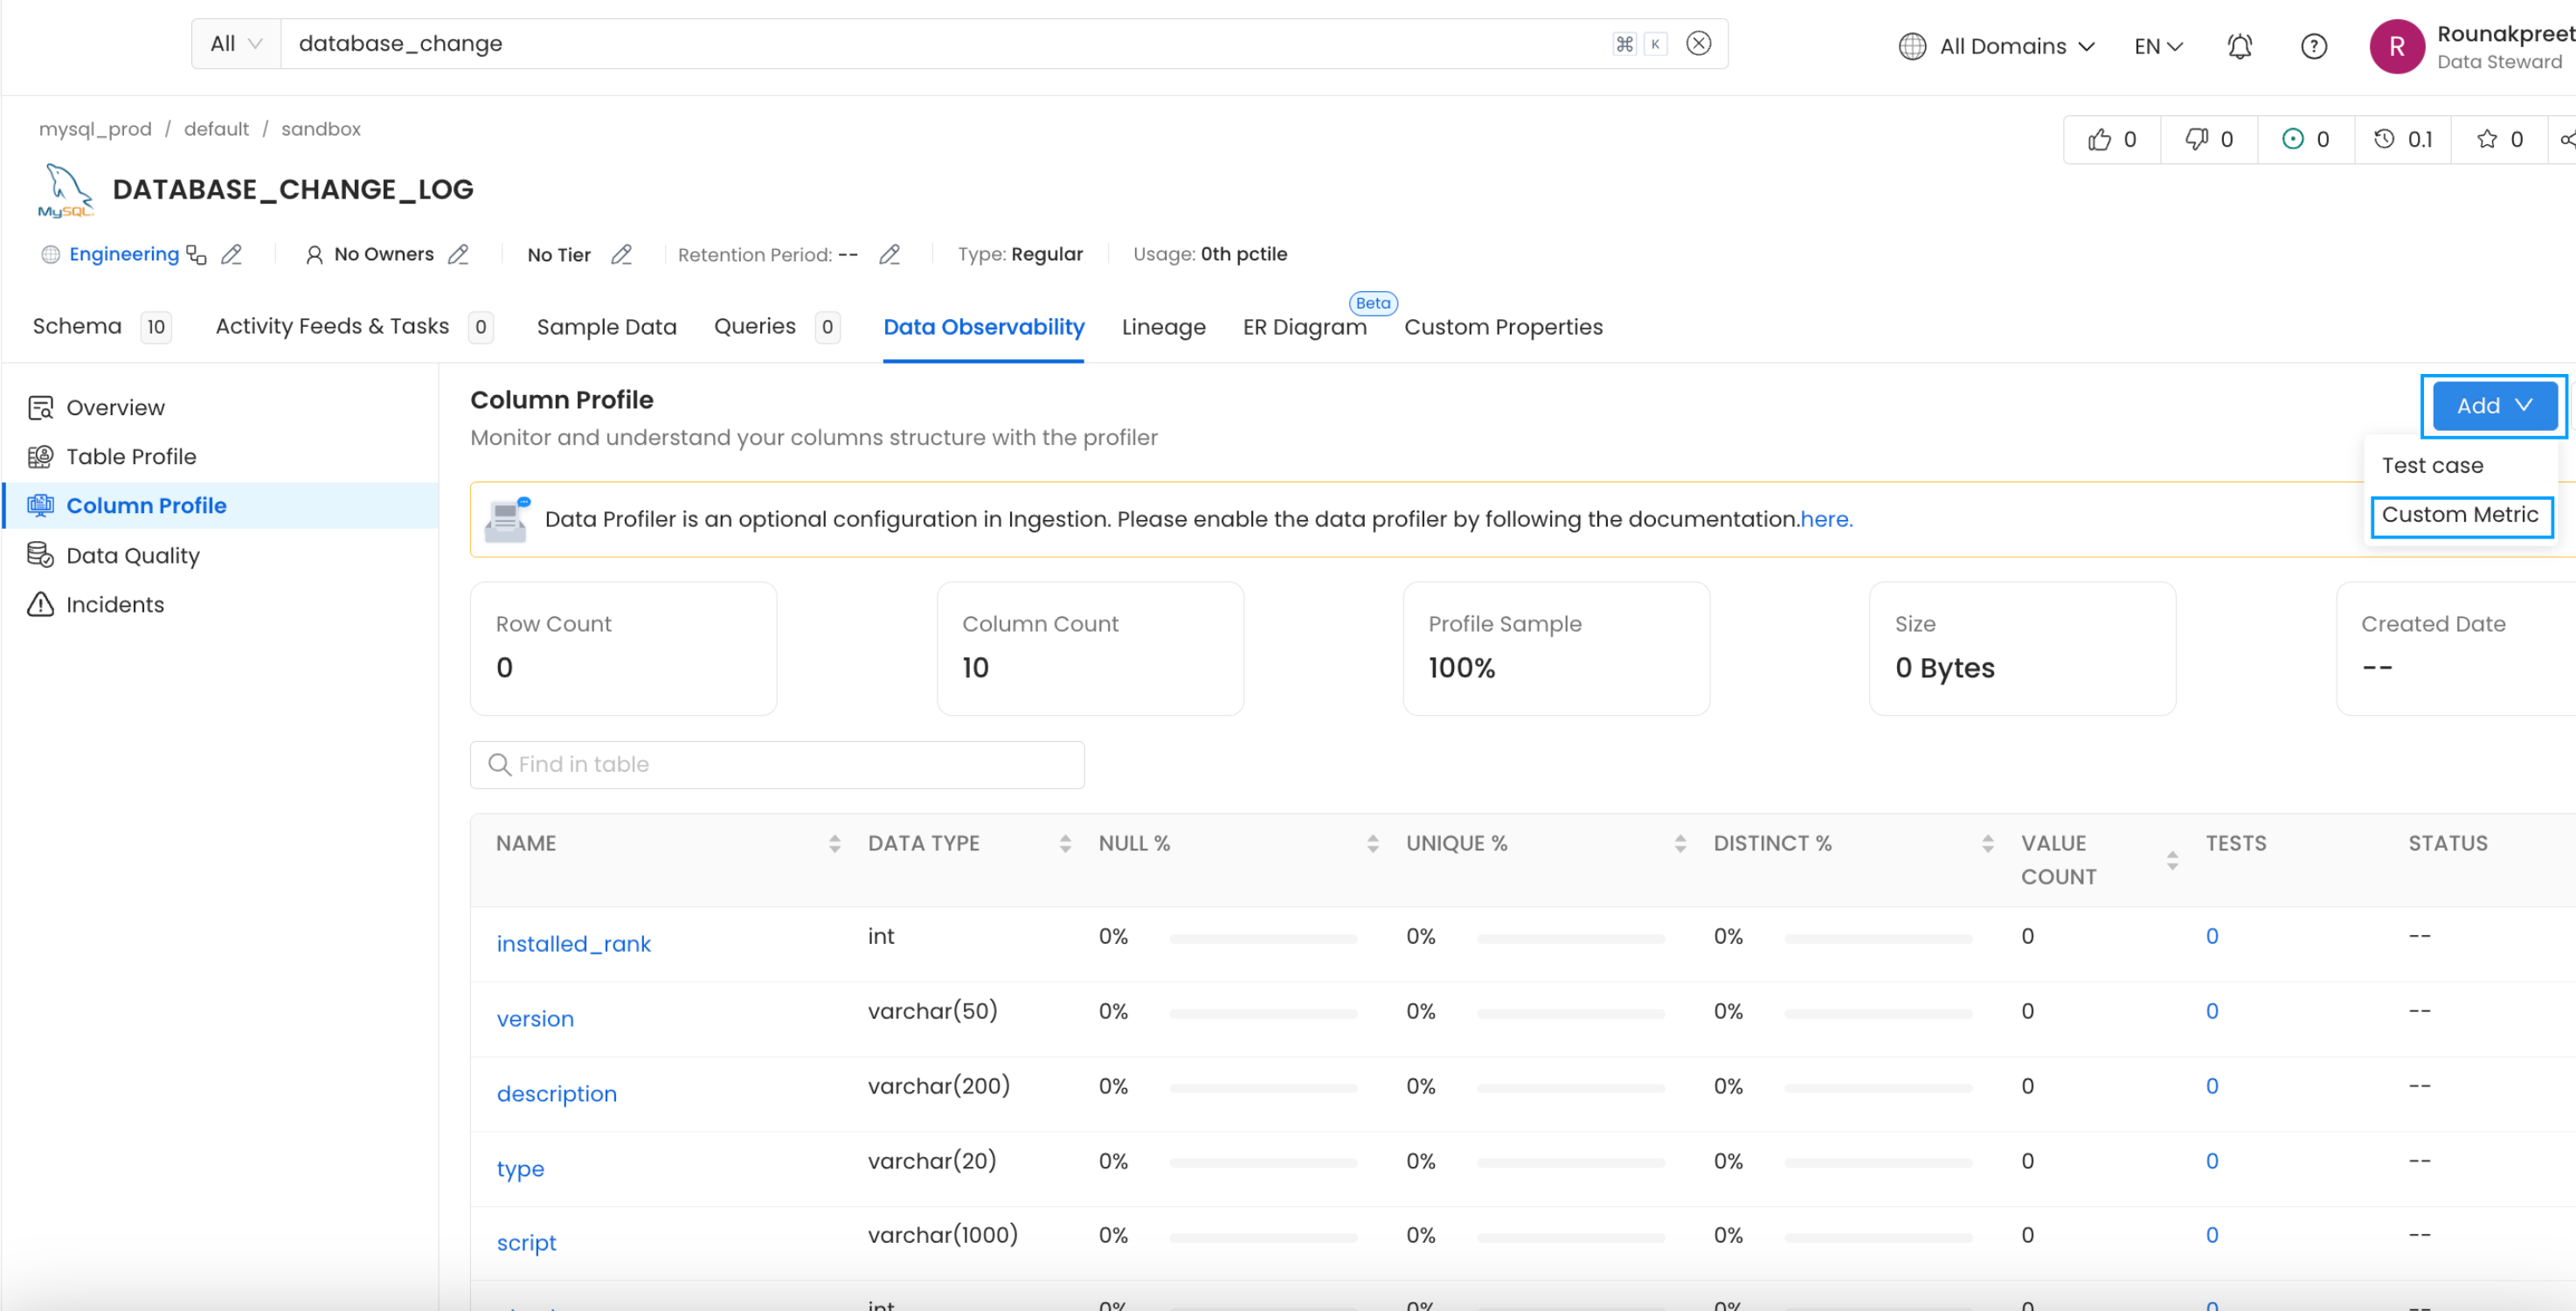 All database_change ⌘ K All Domains EN R Rounakpreet
Data Steward
mysql_prod / default / sandbox
0 0 0 0.1 0
MySQL DATABASE_CHANGE_LOG
Engineering No Owners No Tier Retention Period: -- Type: Regular Usage: 0th pctile
Beta
Schema 10 Activity Feeds & Tasks 0 Sample Data Queries 0 Data Observability Lineage ER Diagram Custom Properties
Overview
Table Profile
Column Profile
Data Quality
Incidents
Column Profile
Monitor and understand your columns structure with the profiler
Add
Test case
Custom Metric
Data Profiler is an optional configuration in Ingestion. Please enable the data profiler by following the documentation.here.
Row Count Column Count Profile Sample Size Created Date
0 10 100% 0 Bytes --
Find in table
NAME DATA TYPE NULL % UNIQUE % DISTINCT % VALUE COUNT TESTS STATUS
installed_rank int 0% 0% 0% 0 0 --
version varchar(50) 0% 0% 0% 0 0 --
description varchar(200) 0% 0% 0% 0 0 --
type varchar(20) 0% 0% 0% 0 0 --
script varchar(1000) 0% 0% 0% 0 0 --
int 0% 0% 0% 0 0 --